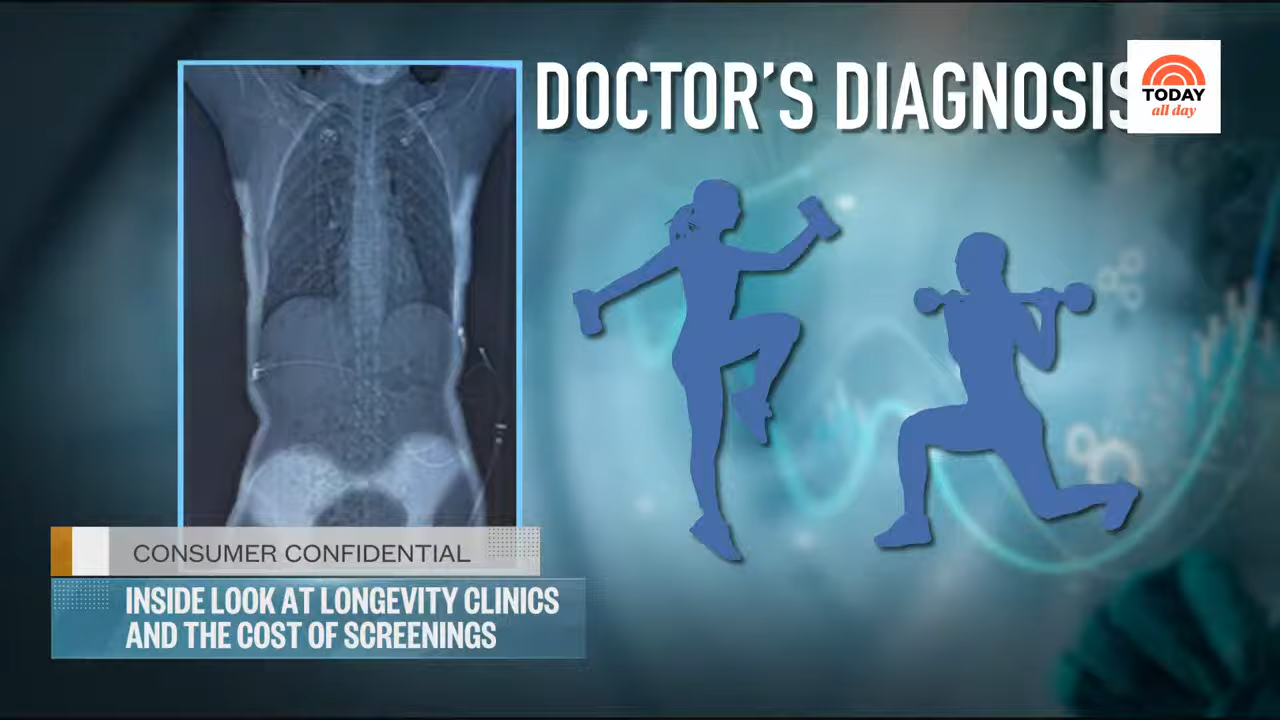 DOCTOR'S DIAGNOSIS
TODAY
all day
CONSUMER CONFIDENTIAL
INSIDE LOOK AT LONGEVITY CLINICS
AND THE COST OF SCREENINGS